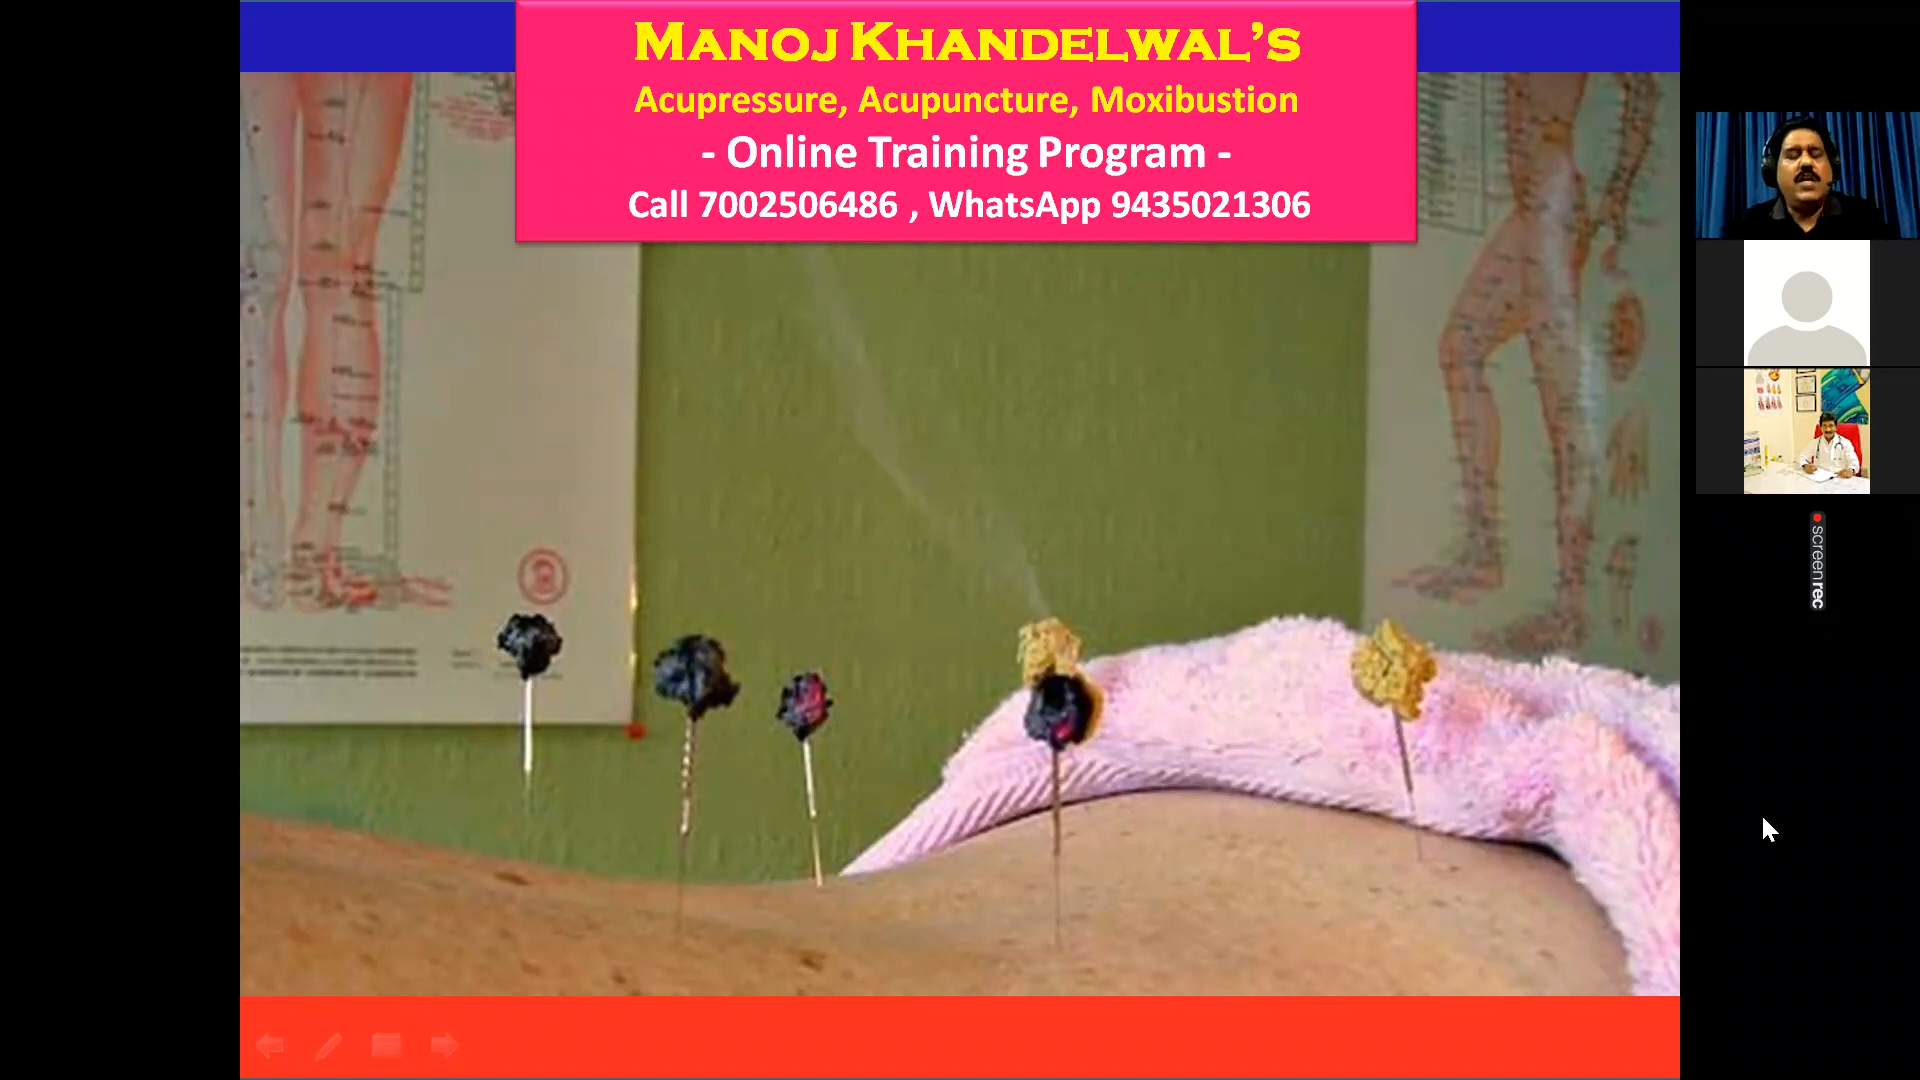 MANOJ KHANDELWAL'S
Acupressure, Acupuncture, Moxibustion
- Online Training Program -
Call 7002506486 , WhatsApp 9435021306
screenrec